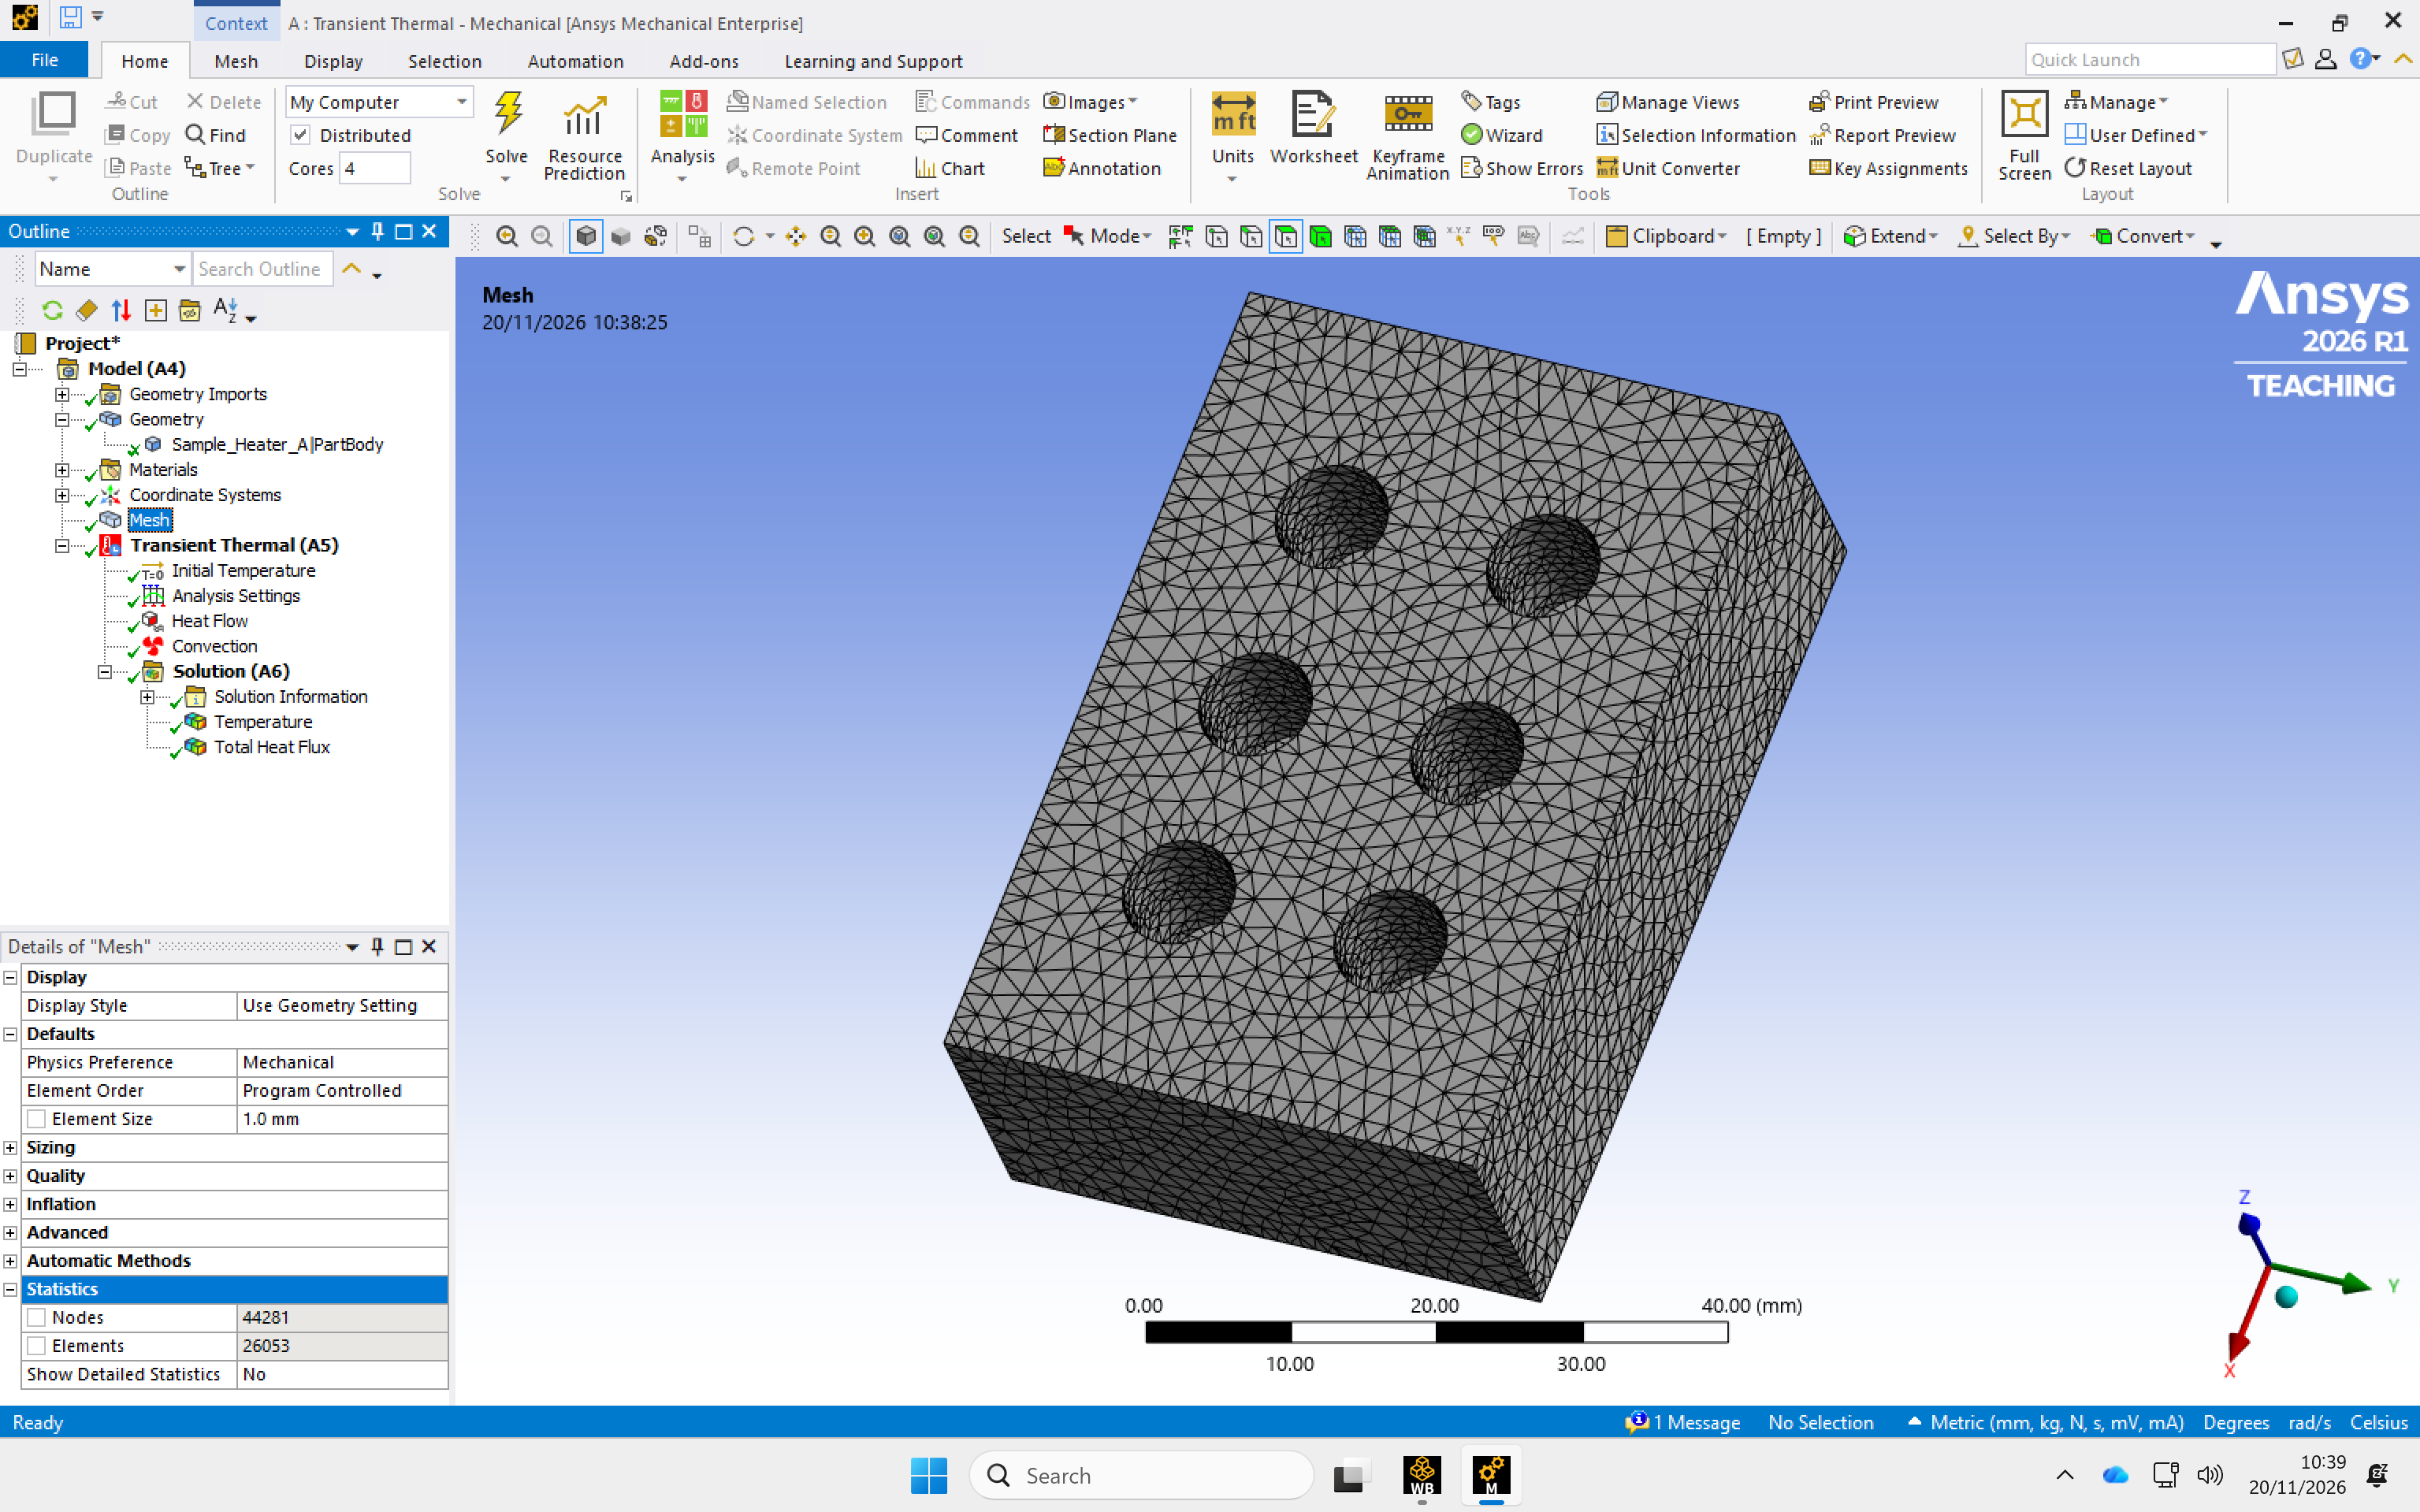 Context A : Transient Thermal - Mechanical [Ansys Mechanical Enterprise]
File Home Mesh Display Selection Automation Add-ons Learning and Support Quick Launch
Duplicate Cut Copy Paste Delete Find Tree Outline
My Computer Distributed Cores 4 Solve Resource Prediction Solve
Analysis Named Selection Coordinate System Remote Point Commands Comment Chart Images Section Plane Annotation Insert
mft Units Worksheet Keyframe Animation Tags Wizard Show Errors Manage Views Selection Information Unit Converter Print Preview Report Preview Key Assignments Tools
Full Screen Manage User Defined Reset Layout Layout
Outline
Name Search Outline
Select Mode Clipboard [ Empty ] Extend Select By Convert
Project*
Model (A4)
Geometry Imports
Geometry
Sample_Heater_A|PartBody
Materials
Coordinate Systems
Mesh
Transient Thermal (A5)
T=0 Initial Temperature
Analysis Settings
Heat Flow
Convection
Solution (A6)
Solution Information
Temperature
Total Heat Flux
Details of "Mesh"
Display
Display Style Use Geometry Setting
Defaults
Physics Preference Mechanical
Element Order Program Controlled
Element Size 1.0 mm
Sizing
Quality
Inflation
Advanced
Automatic Methods
Statistics
Nodes 44281
Elements 26053
Show Detailed Statistics No
Mesh
20/11/2026 10:38:25
Ansys
2026 R1
TEACHING
0.00 20.00 40.00 (mm)
10.00 30.00
Z
Y
X
Ready 1 Message No Selection Metric (mm, kg, N, s, mV, mA) Degrees rad/s Celsius
Search WB M 10:39
20/11/2026